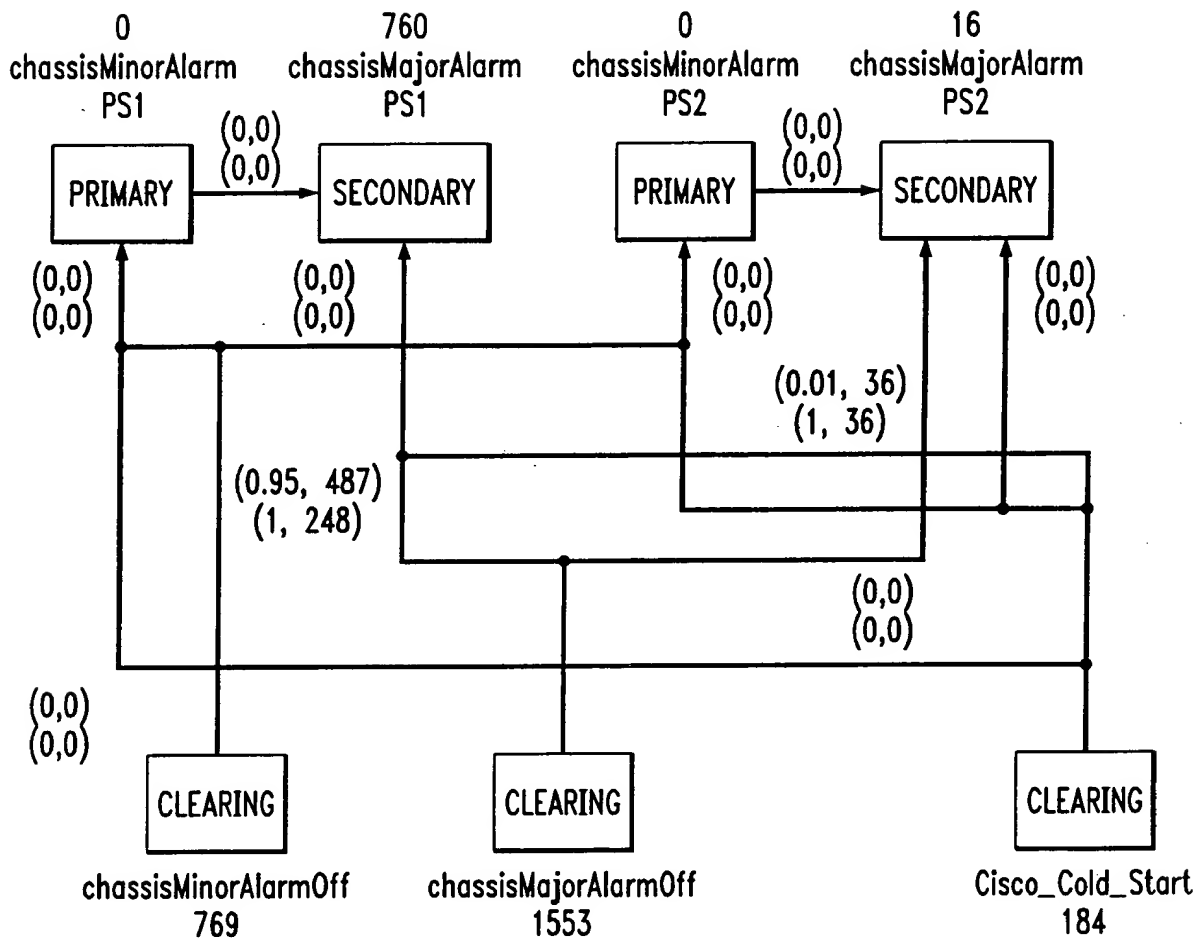 0
chassisMinorAlarm
PS1
760
chassisMajorAlarm
PS1
0
chassisMinorAlarm
PS2
16
chassisMajorAlarm
PS2
(0,0)
(0,0)
(0,0)
(0,0)
PRIMARY
SECONDARY
PRIMARY
SECONDARY
(0,0)
(0,0)
(0,0)
(0,0)
(0,0)
(0,0)
(0,0)
(0,0)
(0.01, 36)
(1, 36)
(0.95, 487)
(1, 248)
(0,0)
(0,0)
(0,0)
(0,0)
CLEARING
CLEARING
CLEARING
chassisMinorAlarmOff
769
chassisMajorAlarmOff
1553
Cisco_Cold_Start
184